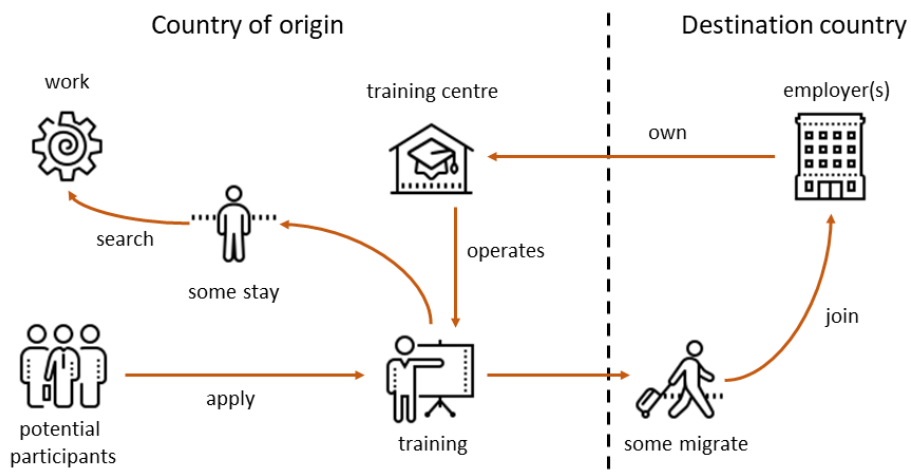 Country of origin
Destination country
work
training centre
employer(s)
own
search
operates
some stay
join
apply
potential
participants
training
some migrate